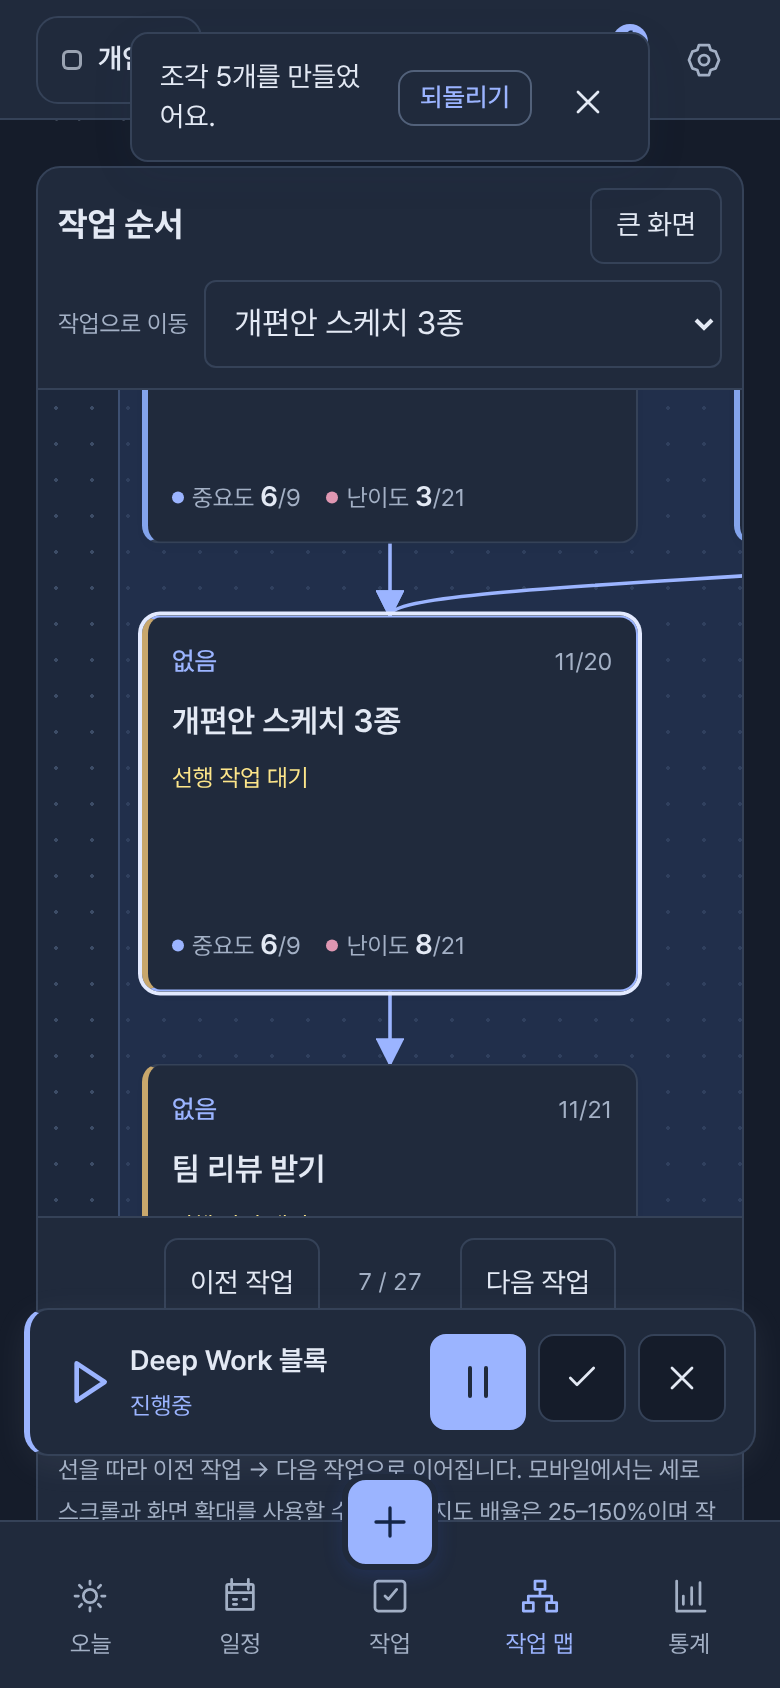 조각 5개를 만들었
어요.
되돌리기
작업 순서
큰 화면
작업으로 이동
개편안 스케치 3종
중요도 6/9 난이도 3/21
없음 11/20
개편안 스케치 3종
선행 작업 대기
중요도 6/9 난이도 8/21
없음 11/21
팀 리뷰 받기
이전 작업 7 / 27 다음 작업
Deep Work 블록
진행중
선을 따라 이전 작업 → 다음 작업으로 이어집니다. 모바일에서는 세로
스크롤과 화면 확대를 사용할 배율은 25–150%이며 작
오늘 일정 작업 작업 맵 통계